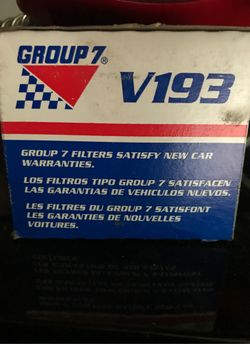 GROUP 7®
V193
GROUP 7 FILTERS SATISFY NEW CAR
WARRANTIES.
LOS FILTROS TIPO GROUP 7 SATISFACEN
LAS GARANTIAS DE VEHICULOS NUEVOS.
LES FILTRES DU GROUP 7 SATISFONT
LES GARANTIES DE NOUVELLES
VOITURES.